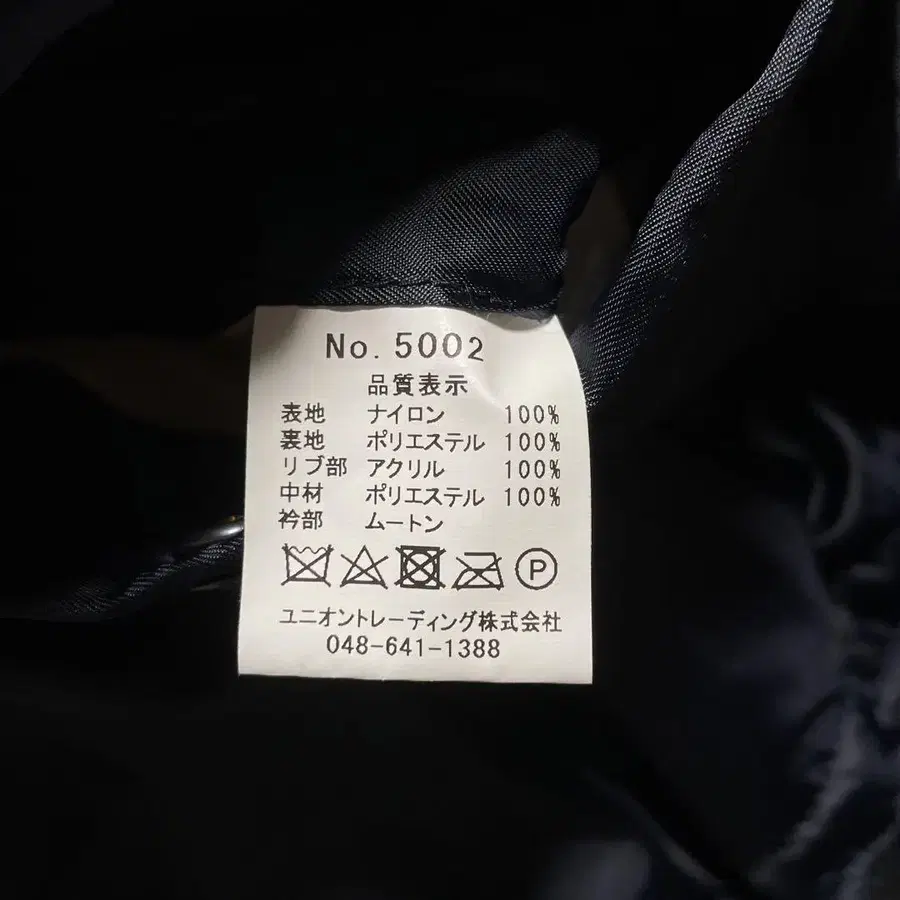 No. 5002
品質表示
表地 ナイロン 100%
裏地 ポリエステル 100%
リブ部 アクリル 100%
中材 ポリエステル 100%
衿部 ムートン
P
ユニオントレーディング株式会社
048-641-1388